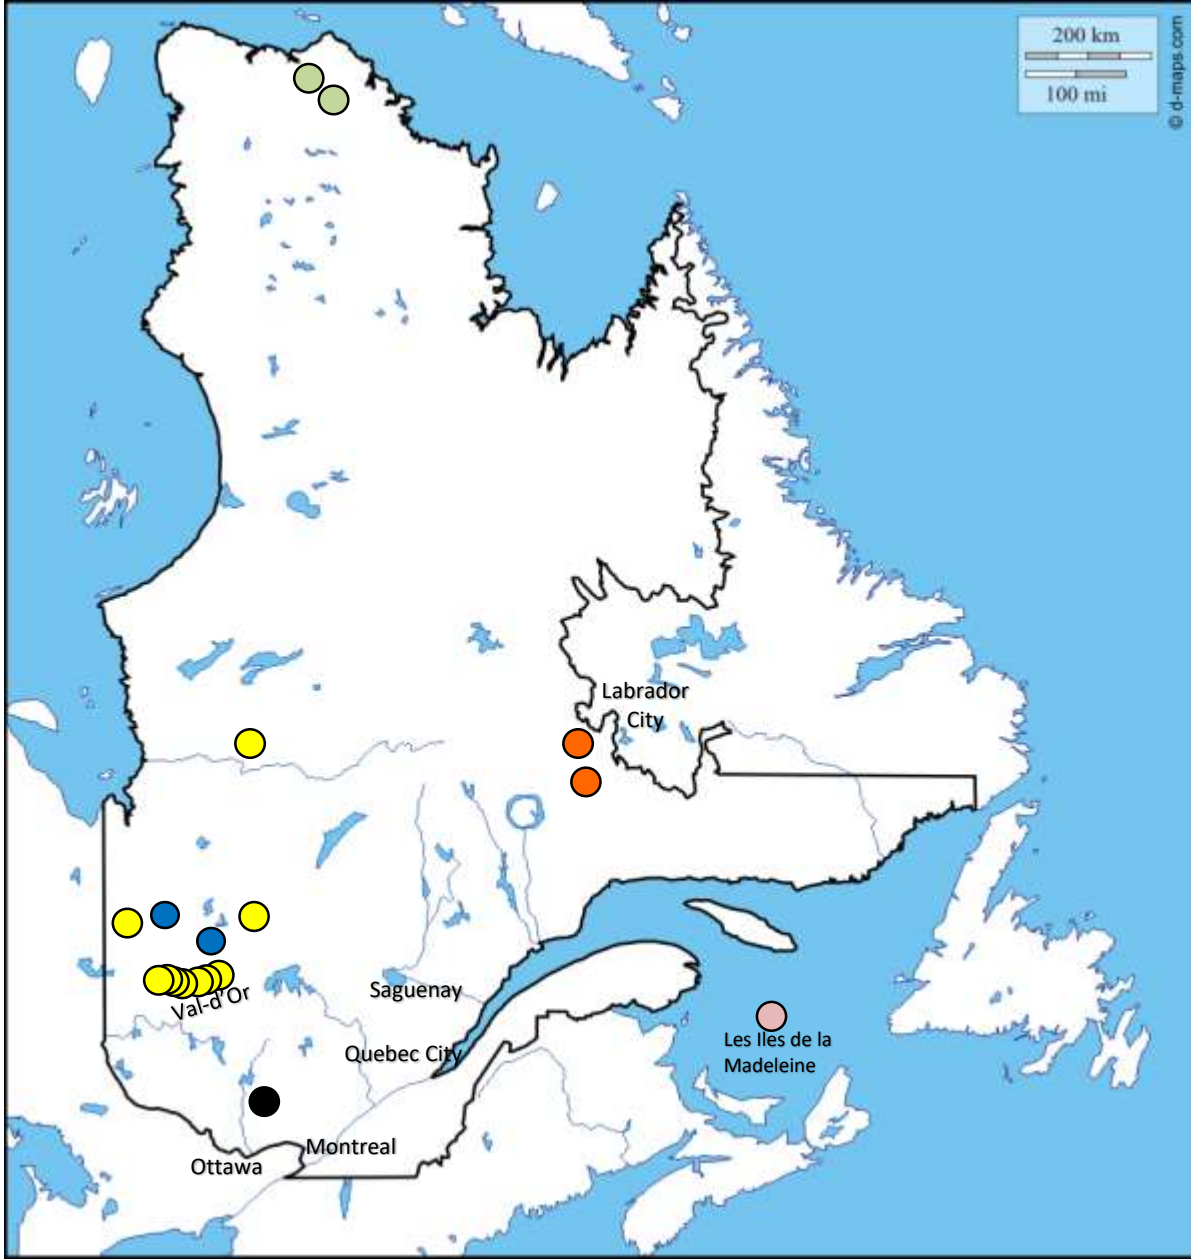 200 km
100 mi
© d-maps.com
Labrador
City
Val-d'Or
Saguenay
Quebec City
Les Iles de la
Madeleine
Montreal
Ottawa